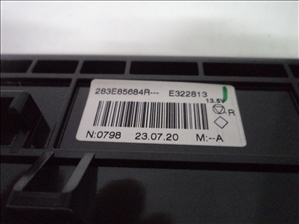 283E85684R--- E322813
13.5V
R
N:0798 23.07.20 M:--A